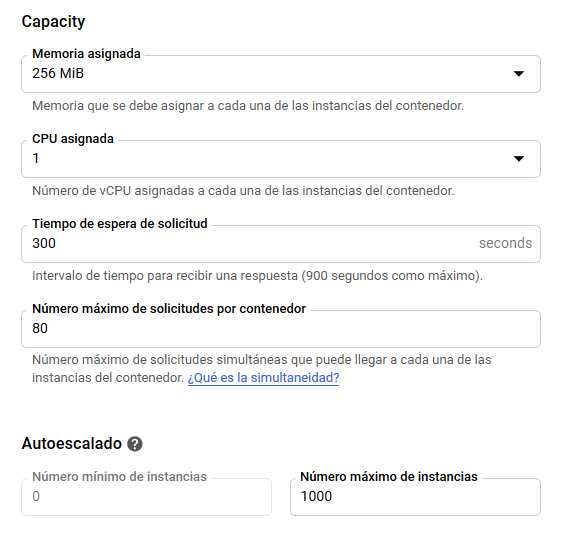 Capacity
Memoria asignada
256 MiB
Memoria que se debe asignar a cada una de las instancias del contenedor.
CPU asignada
1
Número de vCPU asignadas a cada una de las instancias del contenedor.
Tiempo de espera de solicitud
300 seconds
Intervalo de tiempo para recibir una respuesta (900 segundos como máximo).
Número máximo de solicitudes por contenedor
80
Número máximo de solicitudes simultáneas que puede llegar a cada una de las
instancias del contenedor. ¿Qué es la simultaneidad?
Autoescalado ?
Número mínimo de instancias
0
Número máximo de instancias
1000